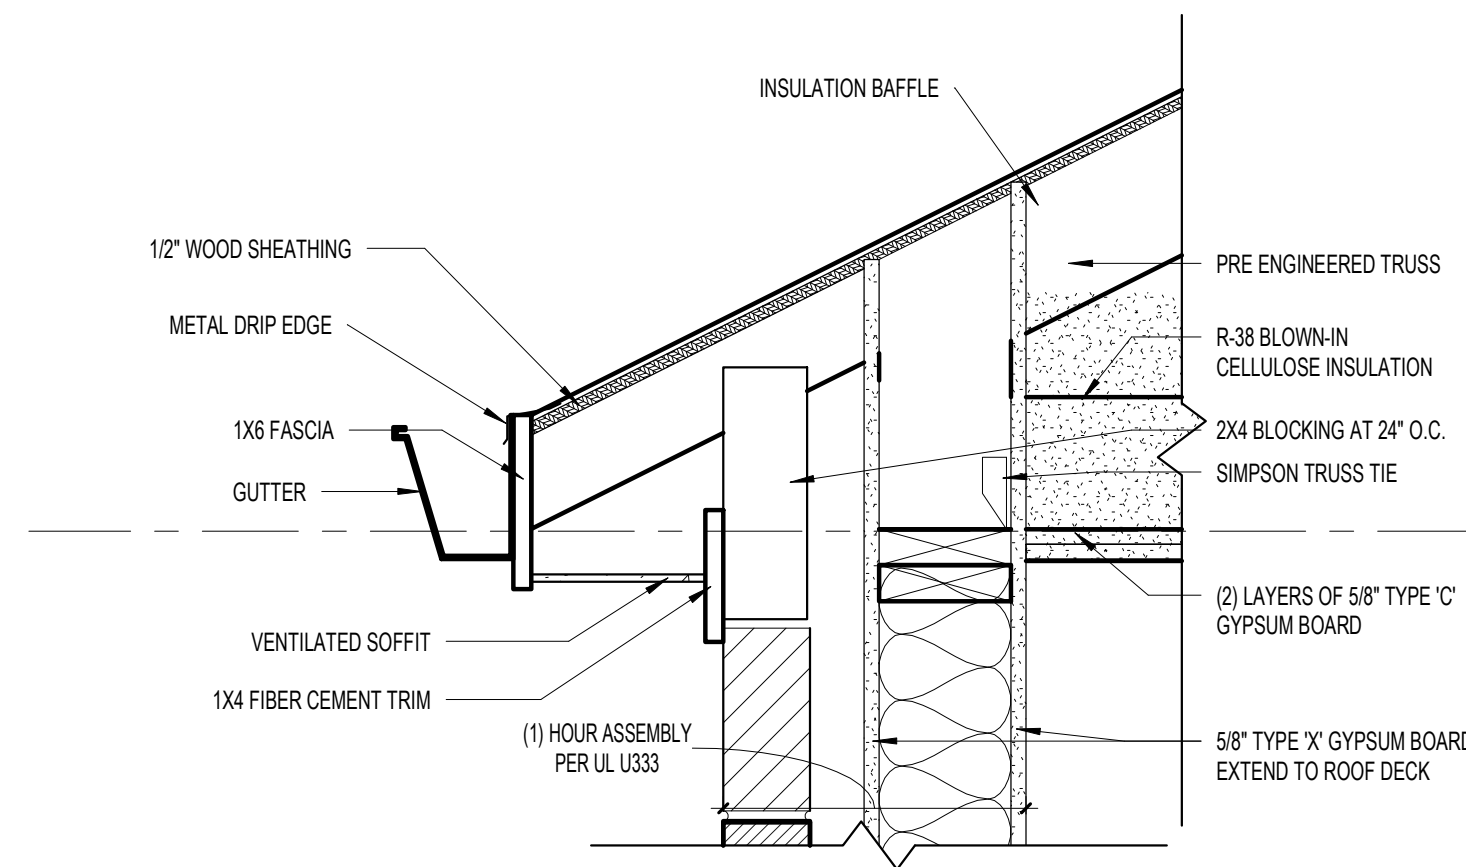 INSULATION BAFFLE
1/2" WOOD SHEATHING
METAL DRIP EDGE
1X6 FASCIA
GUTTER
VENTILATED SOFFIT
1X4 FIBER CEMENT TRIM
(1) HOUR ASSEMBLY
PER UL U333
PRE ENGINEERED TRUSS
R-38 BLOWN-IN
CELLULOSE INSULATION
2X4 BLOCKING AT 24" O.C.
SIMPSON TRUSS TIE
(2) LAYERS OF 5/8" TYPE 'C'
GYPSUM BOARD
5/8" TYPE 'X' GYPSUM BOARD
EXTEND TO ROOF DECK